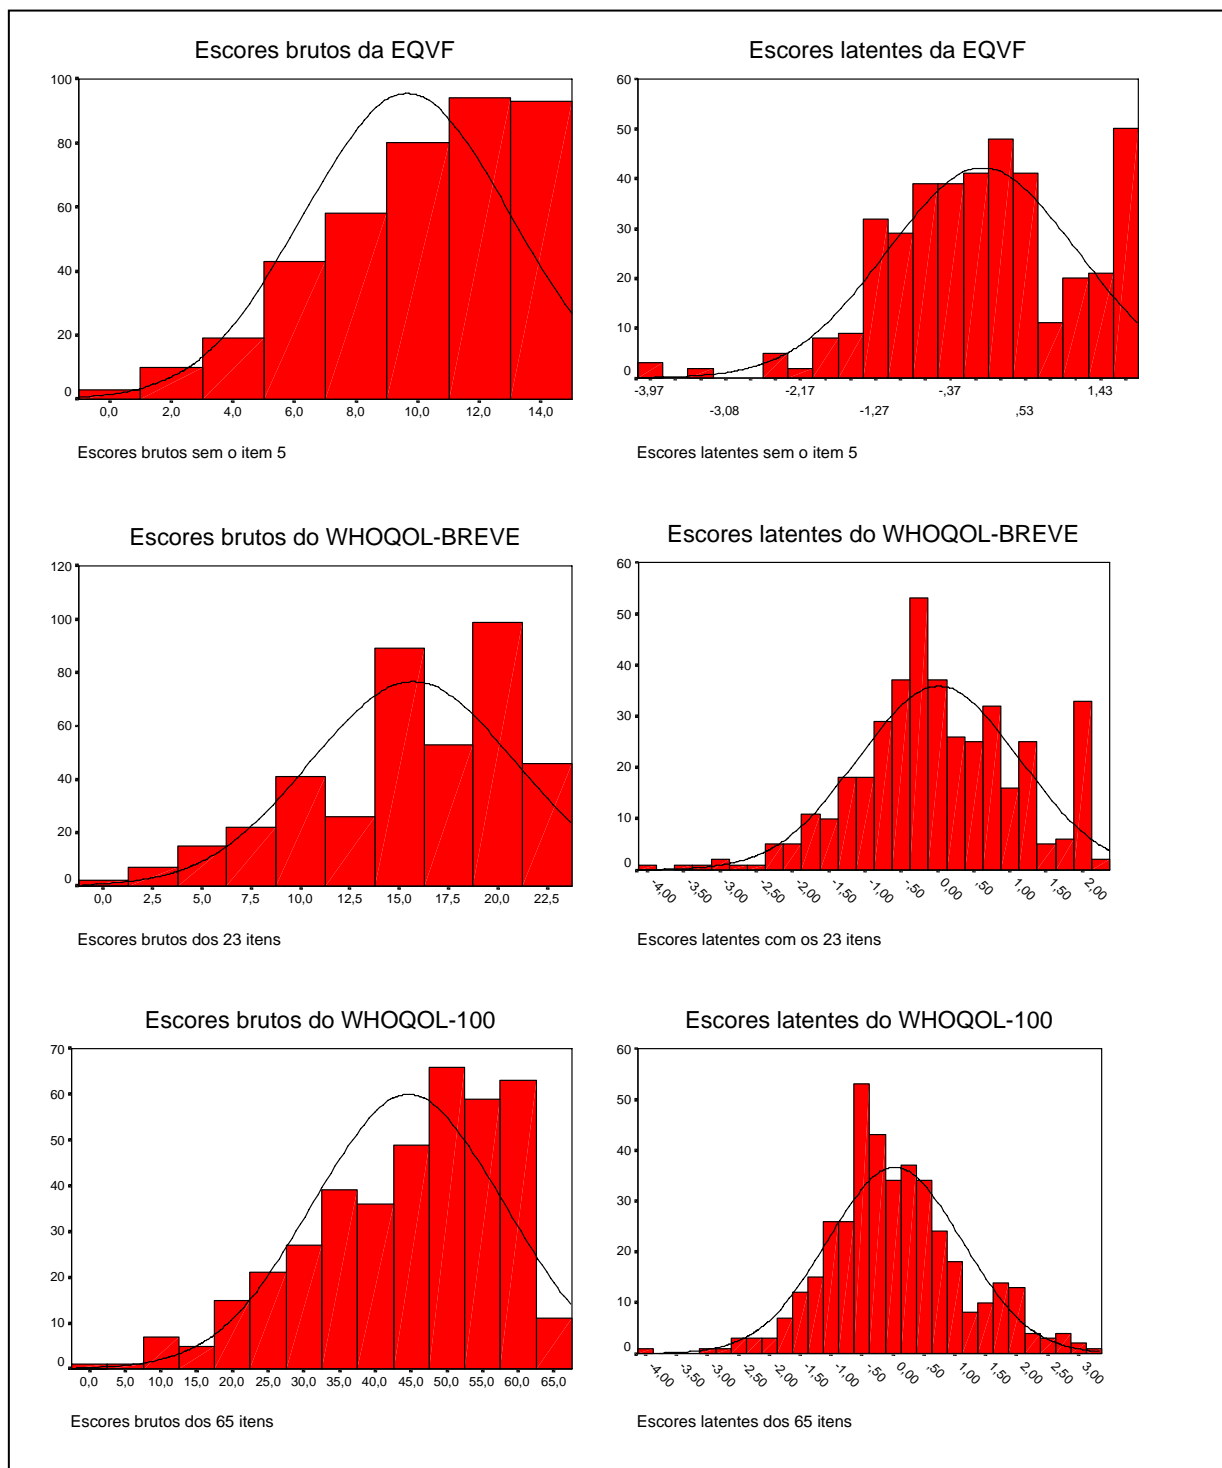 Escores brutos da EQVF
100
80
60
40
20
0
0,0 2,0 4,0 6,0 8,0 10,0 12,0 14,0
Escores brutos sem o item 5
Escores latentes da EQVF
60
50
40
30
20
10
0
-3,97 -2,17 -,37 1,43
-3,08 -1,27 ,53
Escores latentes sem o item 5
Escores brutos do WHOQOL-BREVE
120
100
80
60
40
20
0
0,0 2,5 5,0 7,5 10,0 12,5 15,0 17,5 20,0 22,5
Escores brutos dos 23 itens
Escores latentes do WHOQOL-BREVE
60
50
40
30
20
10
0
-4,00 -3,50 -3,00 -2,50 -2,00 -1,50 -1,00 -,50 0,00 ,50 1,00 1,50 2,00
Escores latentes com os 23 itens
Escores brutos do WHOQOL-100
70
60
50
40
30
20
10
0
0,0 5,0 10,0 15,0 20,0 25,0 30,0 35,0 40,0 45,0 50,0 55,0 60,0 65,0
Escores brutos dos 65 itens
Escores latentes do WHOQOL-100
60
50
40
30
20
10
0
-4,00 -3,50 -3,00 -2,50 -2,00 -1,50 -1,00 -,50 0,00 ,50 1,00 1,50 2,00 2,50 3,00
Escores latentes dos 65 itens